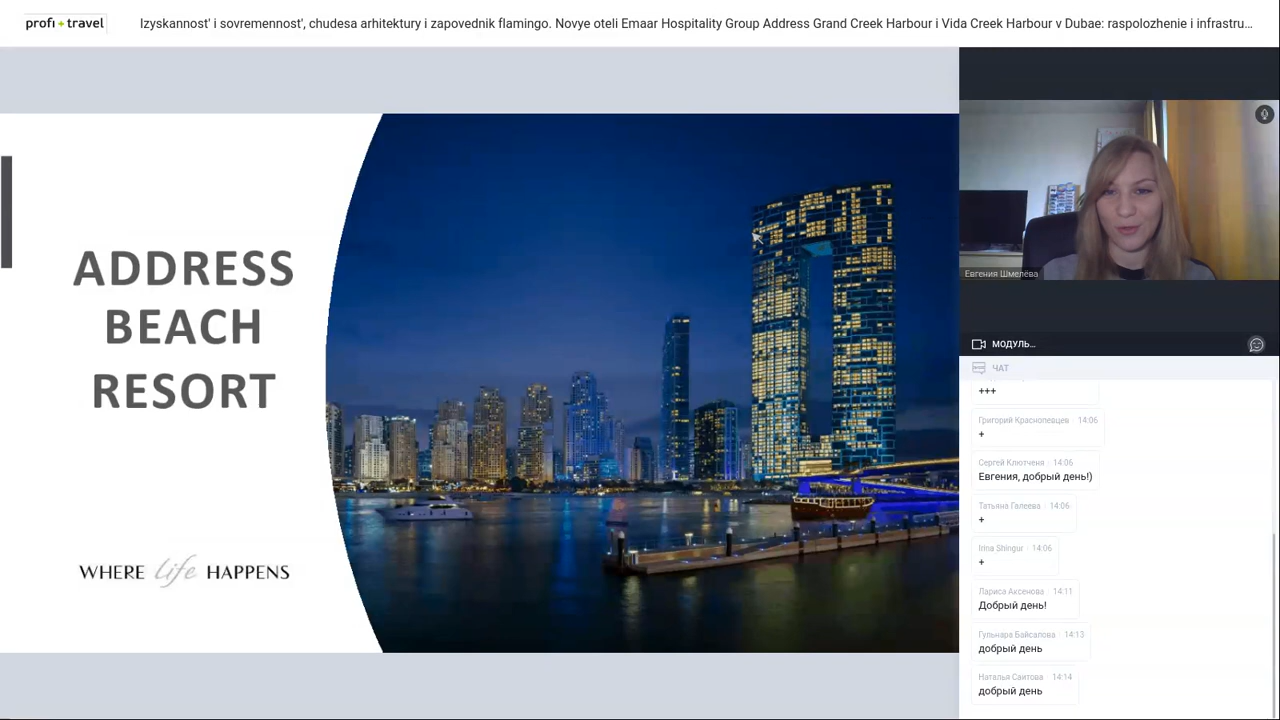 profi+travel
Izyskannost' i sovremennost', chudesa arhitektury i zapovednik flamingo. Novye oteli Emaar Hospitality Group Address Grand Creek Harbour i Vida Creek Harbour v Dubae: raspolozhenie i infrastru...
ADDRESS
BEACH
RESORT
WHERE life HAPPENS
Евгения Шмелёва
МОДУЛЬ...
ЧАТ
+++
Григорий Краснопевцев 14:06
+
Сергей Клютченя 14:06
Евгения, добрый день!)
Татьяна Галеева 14:06
+
Irina Shingur 14:06
+
Лариса Аксенова 14:11
Добрый день!
Гульнара Байсалова 14:13
добрый день
Наталья Саитова 14:14
добрый день